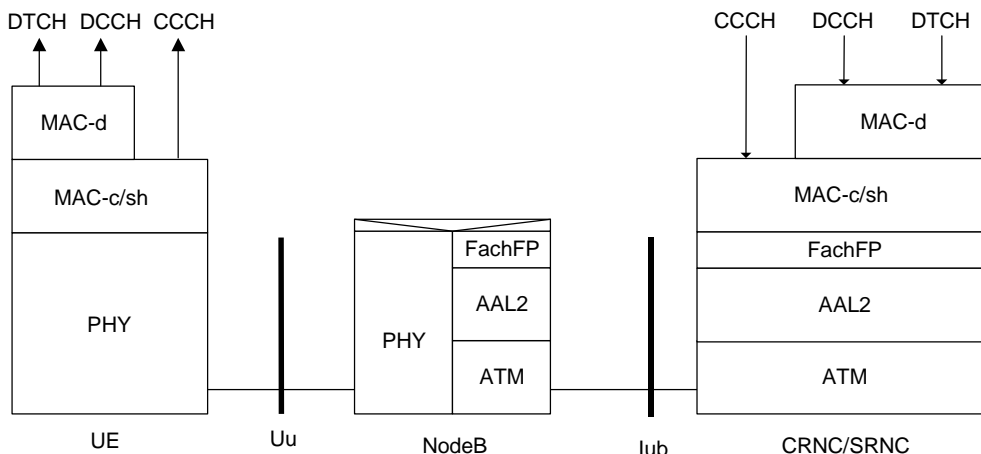 DTCH DCCH CCCH CCCH DCCH DTCH
MAC-d MAC-d
MAC-c/sh MAC-c/sh
FachFP FachFP
PHY PHY AAL2 AAL2
ATM ATM
UE Uu NodeB Iub CRNC/SRNC